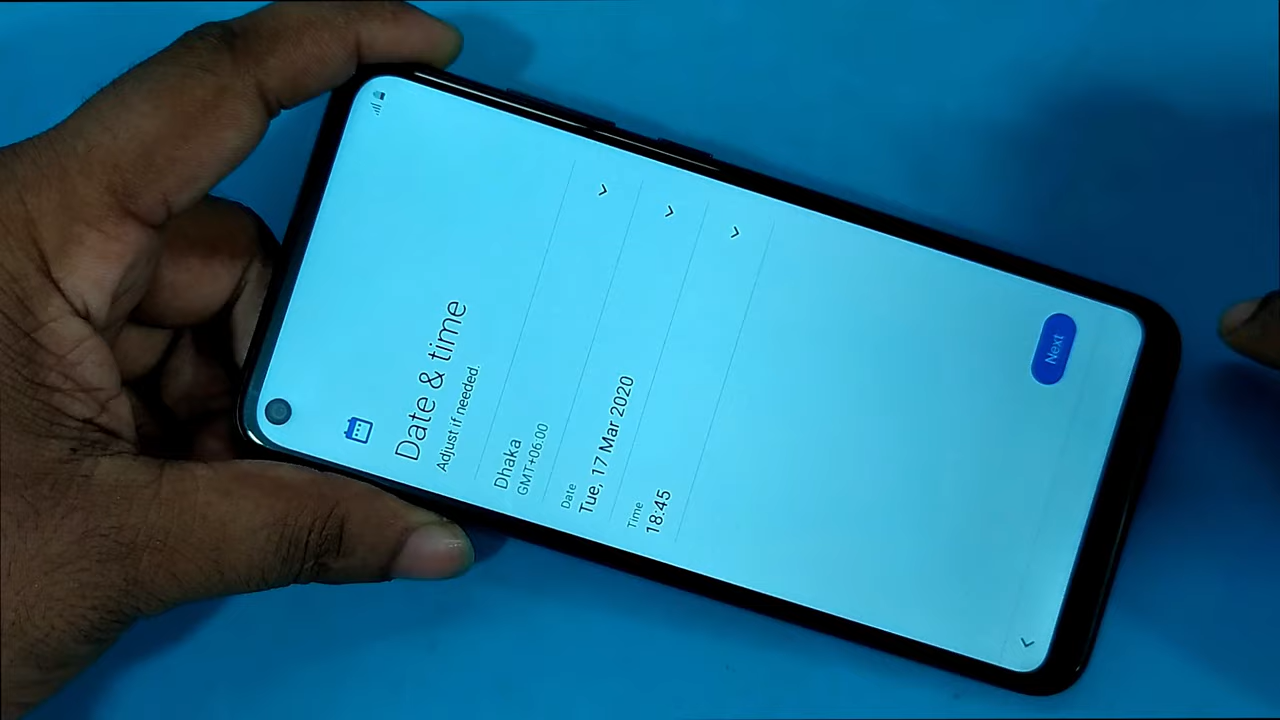 Date & time
Adjust if needed.
Dhaka
GMT+06:00
Date
Tue, 17 Mar 2020
Time
18:45
Next